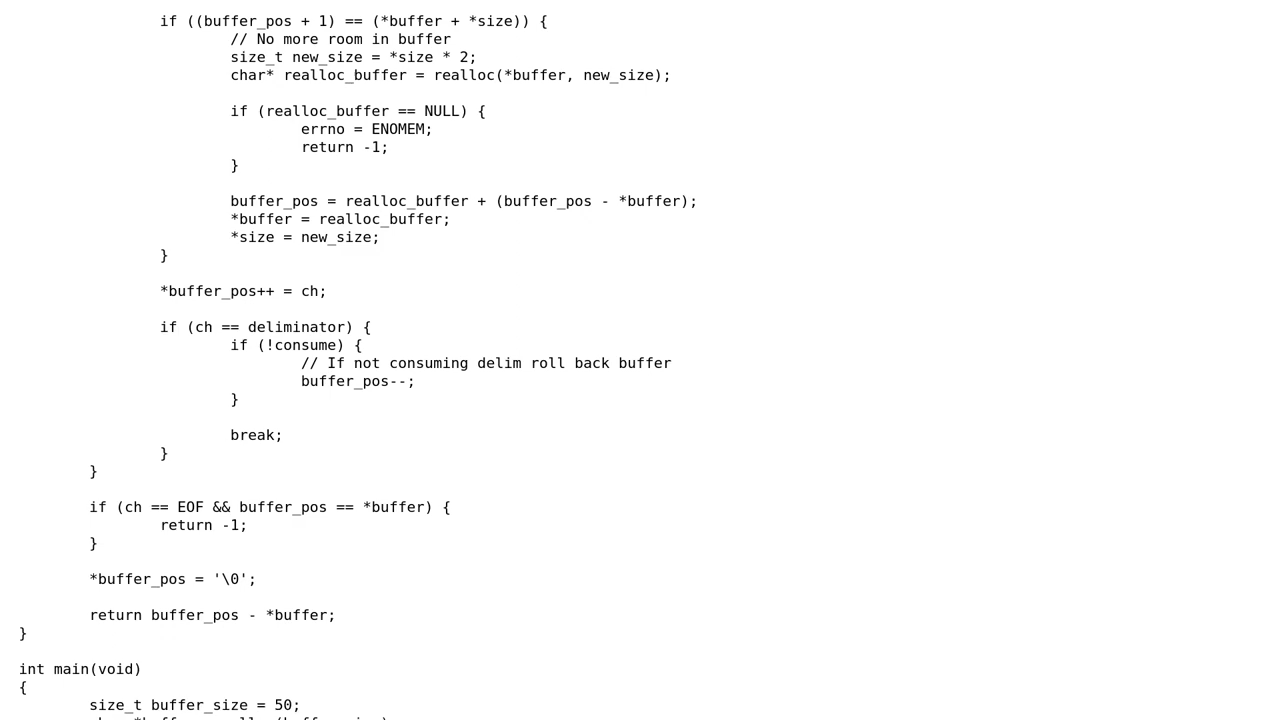 if ((buffer_pos + 1) == (*buffer + *size)) {
// No more room in buffer
size_t new_size = *size * 2;
char* realloc_buffer = realloc(*buffer, new_size);
if (realloc_buffer == NULL) {
errno = ENOMEM;
return -1;
}
buffer_pos = realloc_buffer + (buffer_pos - *buffer);
*buffer = realloc_buffer;
*size = new_size;
}
*buffer_pos++ = ch;
if (ch == deliminator) {
if (!consume) {
// If not consuming delim roll back buffer
buffer_pos--;
}
break;
}
}
if (ch == EOF && buffer_pos == *buffer) {
return -1;
}
*buffer_pos = '\0';
return buffer_pos - *buffer;
}
int main(void)
{
size_t buffer_size = 50;